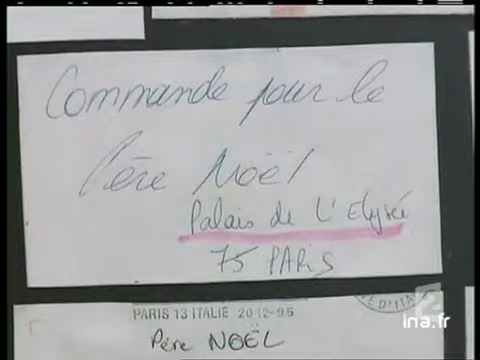 Commande pour le
Père Noël
Palais de L'Elysée
75 PARIS
PARIS 13 ITALIE 20-12-95
Père NOËL
2
ina.fr